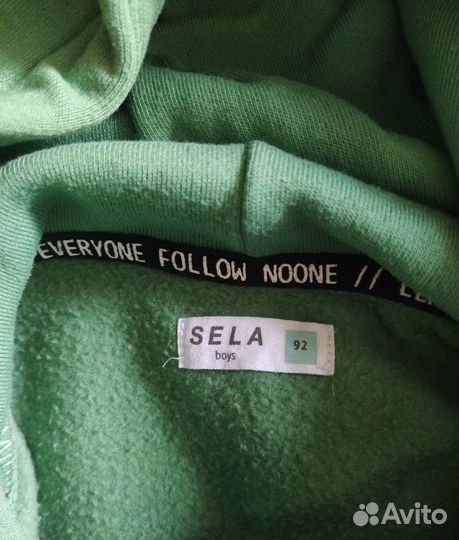 EVERYONE FOLLOW NOONE //
SELA
boys
92
Avito